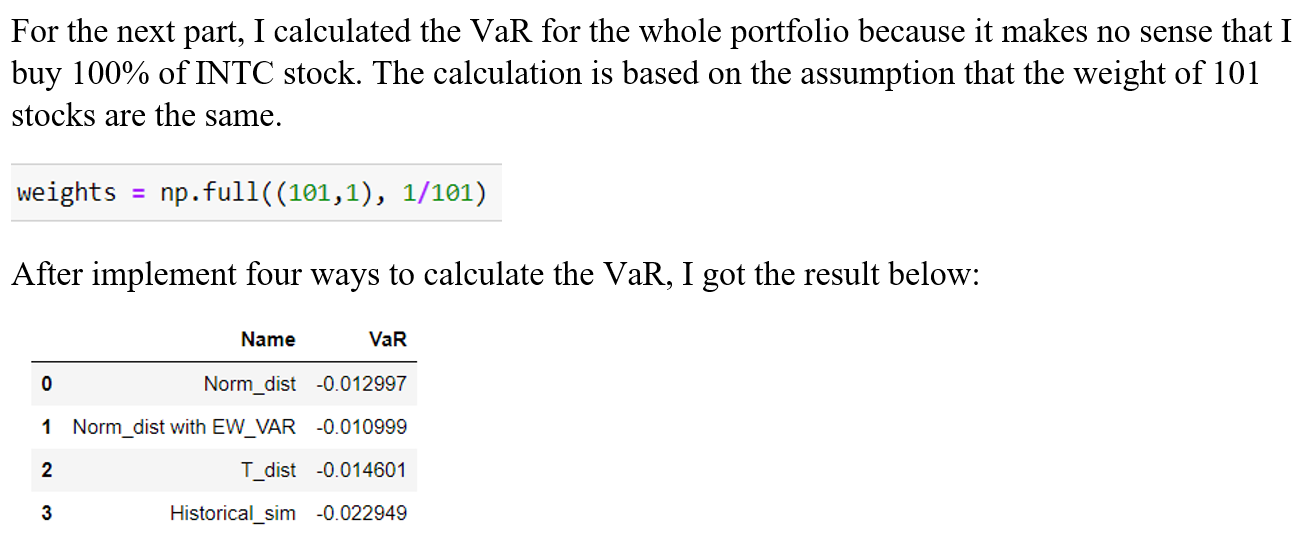 For the next part, I calculated the VaR for the whole portfolio because it makes no sense that I
buy 100% of INTC stock. The calculation is based on the assumption that the weight of 101
stocks are the same.
weights = np.full((101,1), 1/101)
After implement four ways to calculate the VaR, I got the result below:
Name VaR
0 Norm_dist -0.012997
1 Norm_dist with EW_VAR -0.010999
2 T_dist -0.014601
3 Historical_sim -0.022949